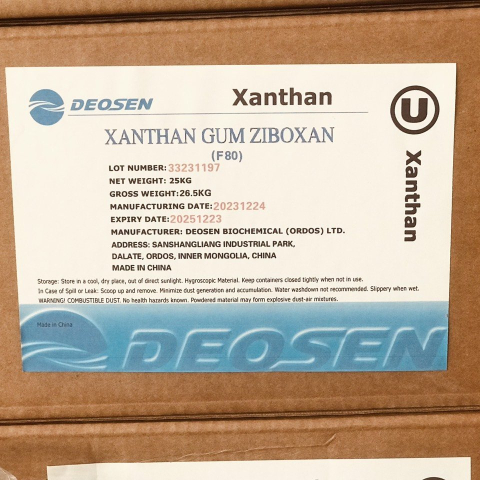 DEOSEN
Xanthan
U
Xanthan
XANTHAN GUM ZIBOXAN
(F80)
LOT NUMBER:33231197
NET WEIGHT: 25KG
GROSS WEIGHT:26.5KG
MANUFACTURING DATE:20231224
EXPIRY DATE:20251223
MANUFACTURER: DEOSEN BIOCHEMICAL (ORDOS) LTD.
ADDRESS: SANSHANGLIANG INDUSTRIAL PARK,
DALATE, ORDOS, INNER MONGOLIA, CHINA
MADE IN CHINA
Storage: Store in a cool, dry place, out of direct sunlight. Hygroscopic Material. Keep containers closed tightly when not in use.
In Case of Spill or Leak: Scoop up and remove. Minimize dust generation and accumulation. Water washdown not recommended. Slippery when wet.
WARNING! COMBUSTIBLE DUST. No health hazards known. Powdered material may form explosive dust-air mixtures.
Made in China
DEOSEN